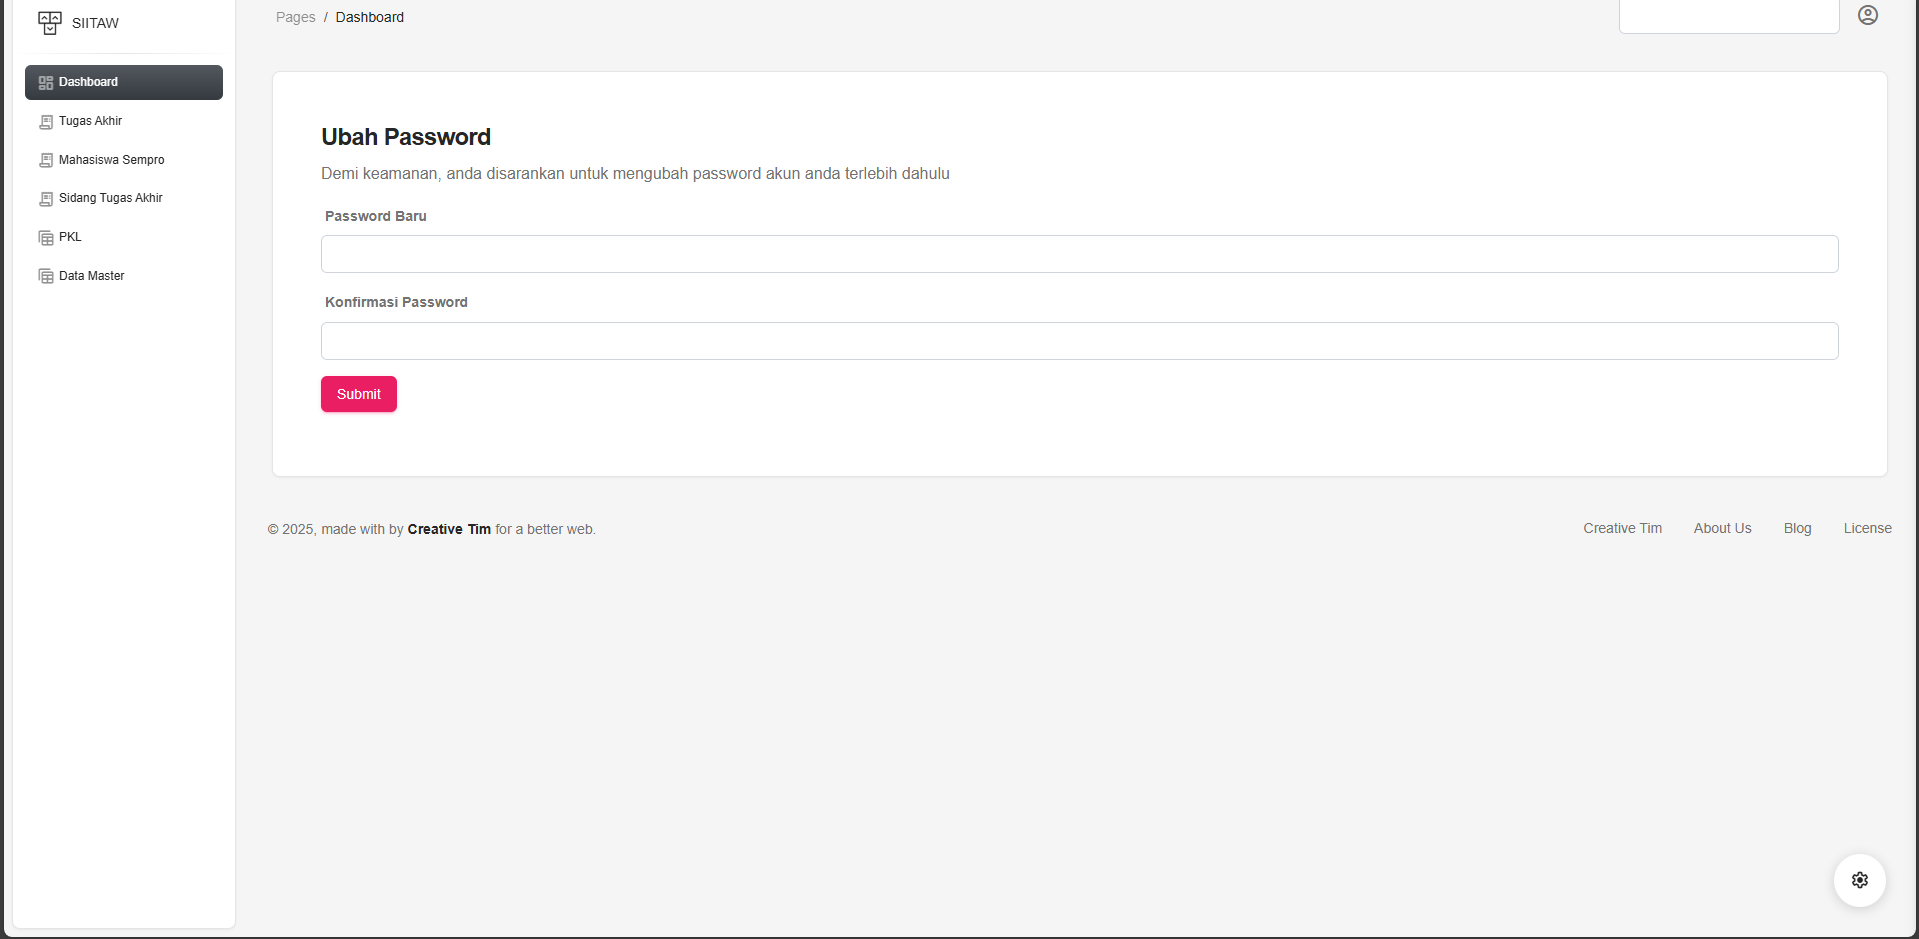 SIITAW
Pages / Dashboard
Dashboard
Tugas Akhir
Mahasiswa Sempro
Sidang Tugas Akhir
PKL
Data Master
Ubah Password
Demi keamanan, anda disarankan untuk mengubah password akun anda terlebih dahulu
Password Baru
Konfirmasi Password
Submit
© 2025, made with by Creative Tim for a better web.
Creative Tim About Us Blog License